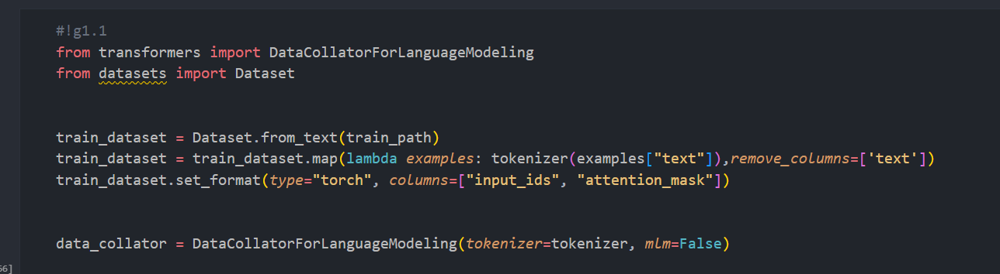 #!g1.1
from transformers import DataCollatorForLanguageModeling
from datasets import Dataset
train_dataset = Dataset.from_text(train_path)
train_dataset = train_dataset.map(lambda examples: tokenizer(examples["text"]),remove_columns=['text'])
train_dataset.set_format(type="torch", columns=["input_ids", "attention_mask"])
data_collator = DataCollatorForLanguageModeling(tokenizer=tokenizer, mlm=False)